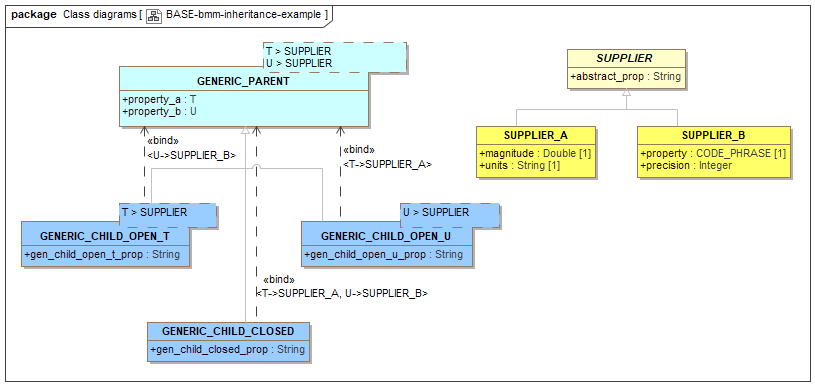 package Class diagrams [ BASE-bmm-inheritance-example ]
T > SUPPLIER
U > SUPPLIER
GENERIC_PARENT
+property_a : T
+property_b : U
SUPPLIER
+abstract_prop : String
SUPPLIER_A
+magnitude : Double [1]
+units : String [1]
SUPPLIER_B
+property : CODE_PHRASE [1]
+precision : Integer
«bind»
<U->SUPPLIER_B>
«bind»
<T->SUPPLIER_A>
T > SUPPLIER
GENERIC_CHILD_OPEN_T
+gen_child_open_t_prop : String
U > SUPPLIER
GENERIC_CHILD_OPEN_U
+gen_child_open_u_prop : String
«bind»
<T->SUPPLIER_A, U->SUPPLIER_B>
GENERIC_CHILD_CLOSED
+gen_child_closed_prop : String